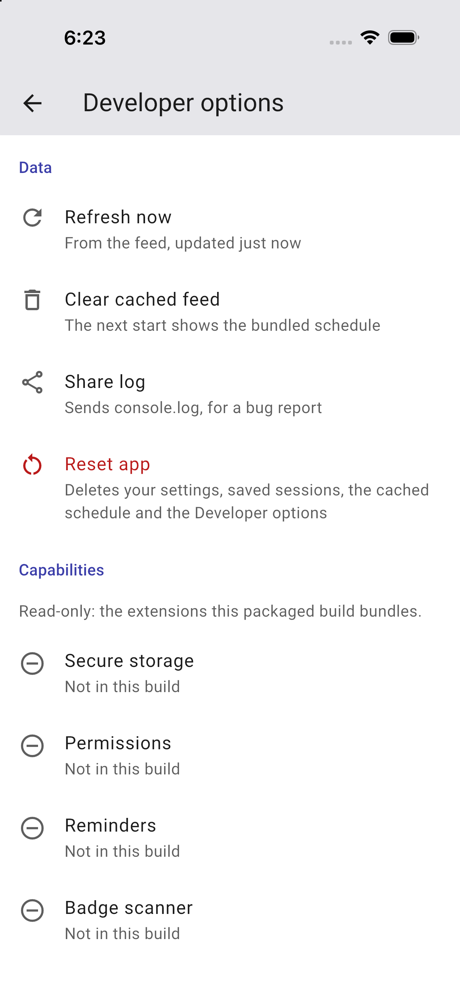 6:23
Developer options
Data
Refresh now
From the feed, updated just now
Clear cached feed
The next start shows the bundled schedule
Share log
Sends console.log, for a bug report
Reset app
Deletes your settings, saved sessions, the cached
schedule and the Developer options
Capabilities
Read-only: the extensions this packaged build bundles.
Secure storage
Not in this build
Permissions
Not in this build
Reminders
Not in this build
Badge scanner
Not in this build